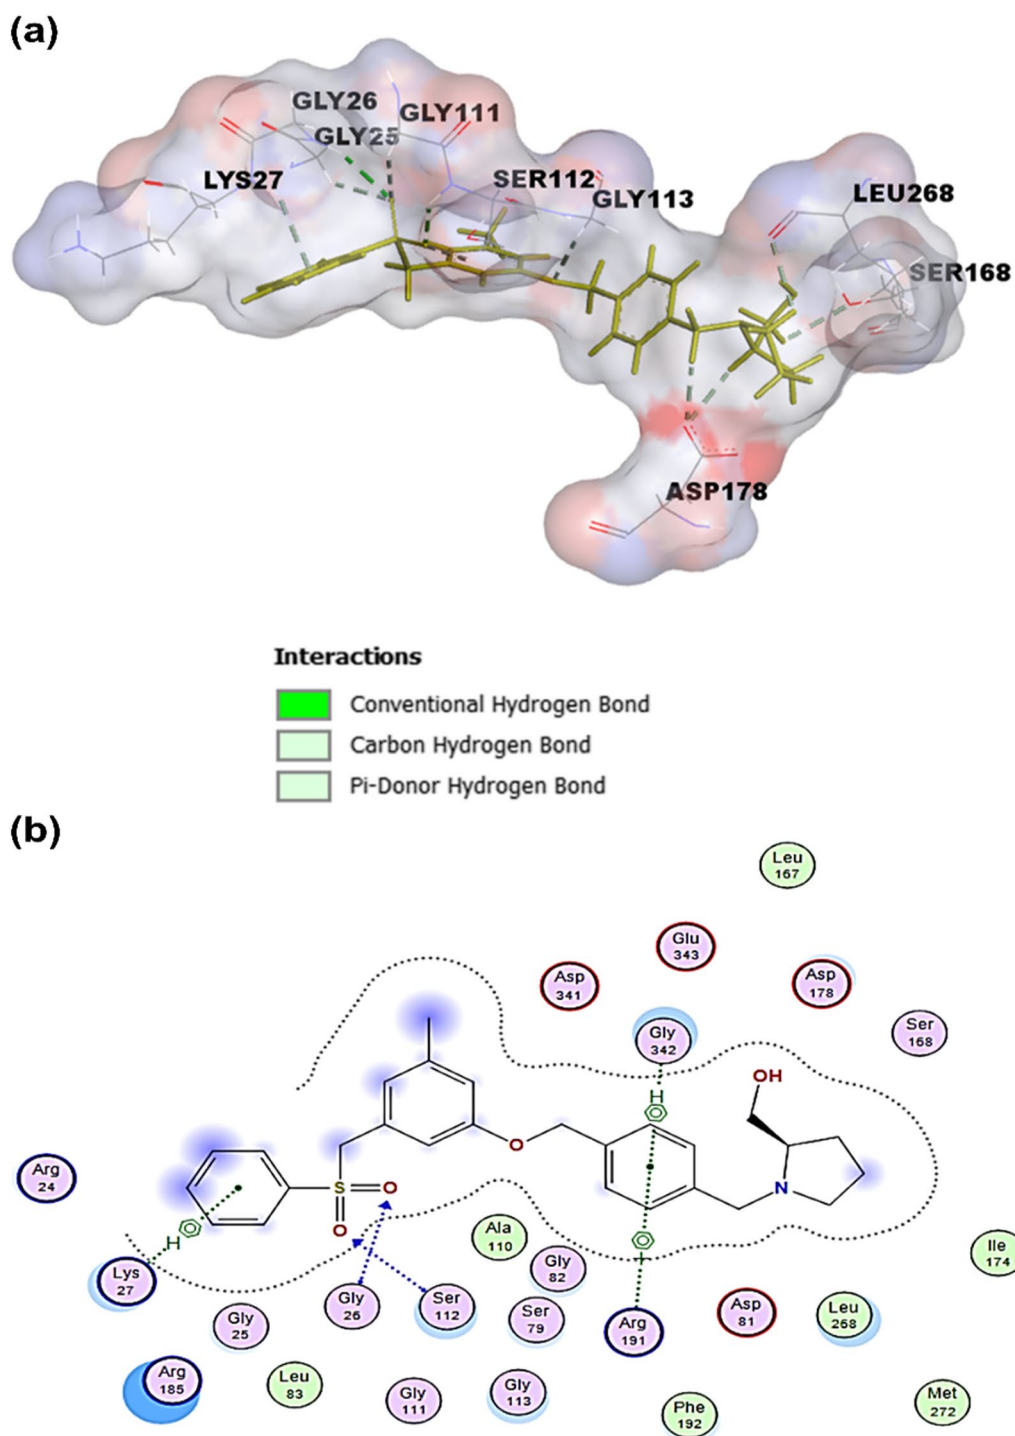 (a)
GLY26
GLY111
GLY25
LYS27
SER112
GLY113
LEU268
SER168
ASP178
Interactions
Conventional Hydrogen Bond
Carbon Hydrogen Bond
Pi-Donor Hydrogen Bond
(b)
Leu
167
Glu
343
Asp
341
Asp
178
Ser
168
Gly
342
OH
H
Arg
24
S
O
O
O
N
H
Lys
27
Ala
110
Gly
82
Ile
174
Gly
25
Gly
26
Ser
112
Ser
79
Arg
191
Asp
81
Leu
268
Arg
185
Leu
83
Gly
111
Gly
113
Phe
192
Met
272